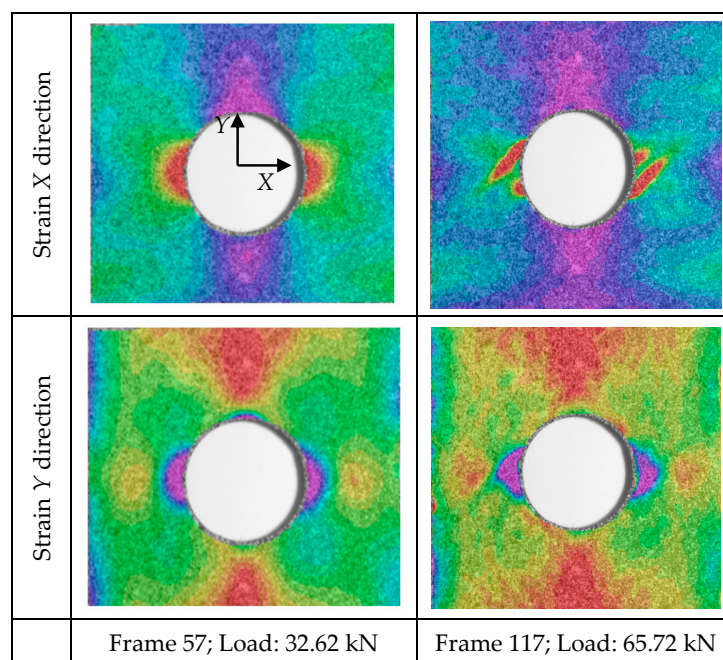 Strain X direction
Y
X
Strain Y direction
Frame 57; Load: 32.62 kN
Frame 117; Load: 65.72 kN